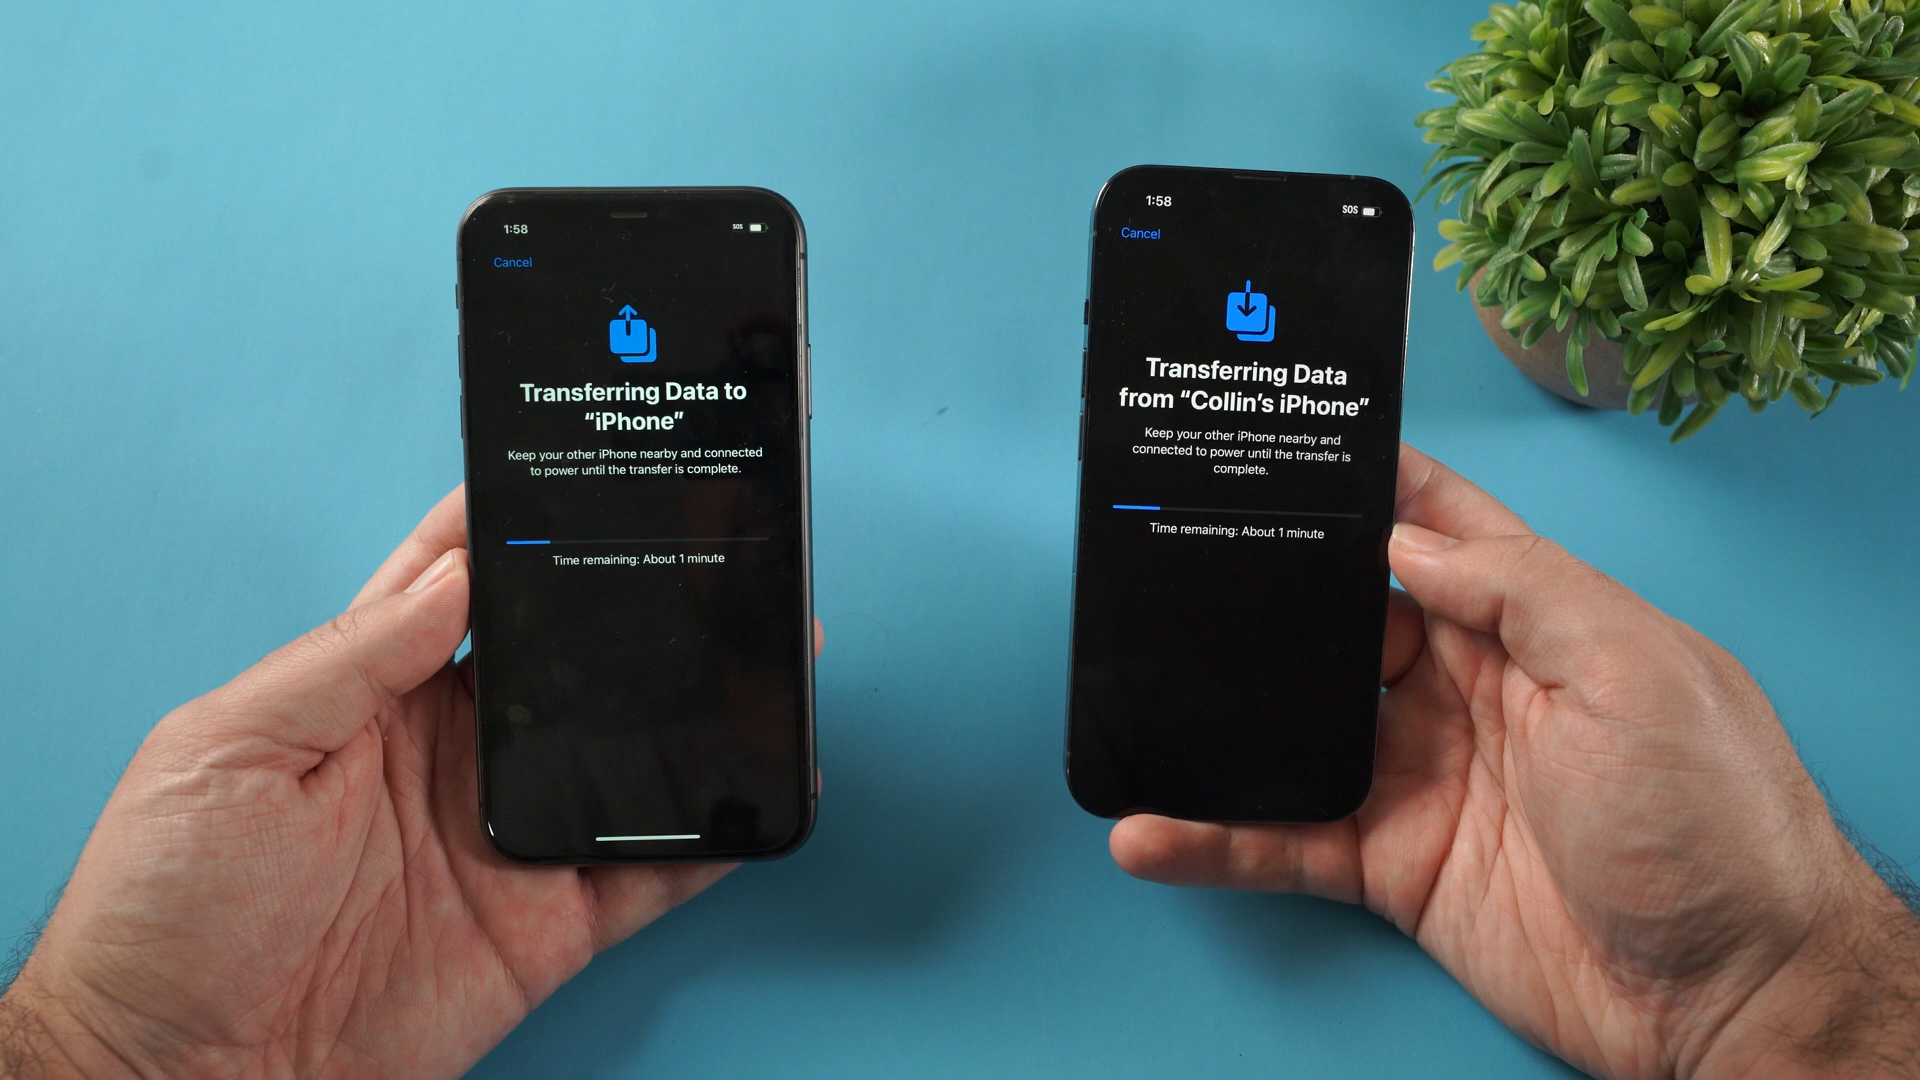 1:58
SOS
Cancel
Transferring Data to
“iPhone”
Keep your other iPhone nearby and connected
to power until the transfer is complete.
Time remaining: About 1 minute
1:58
SOS
Cancel
Transferring Data
from “Collin’s iPhone”
Keep your other iPhone nearby and
connected to power until the transfer is
complete.
Time remaining: About 1 minute